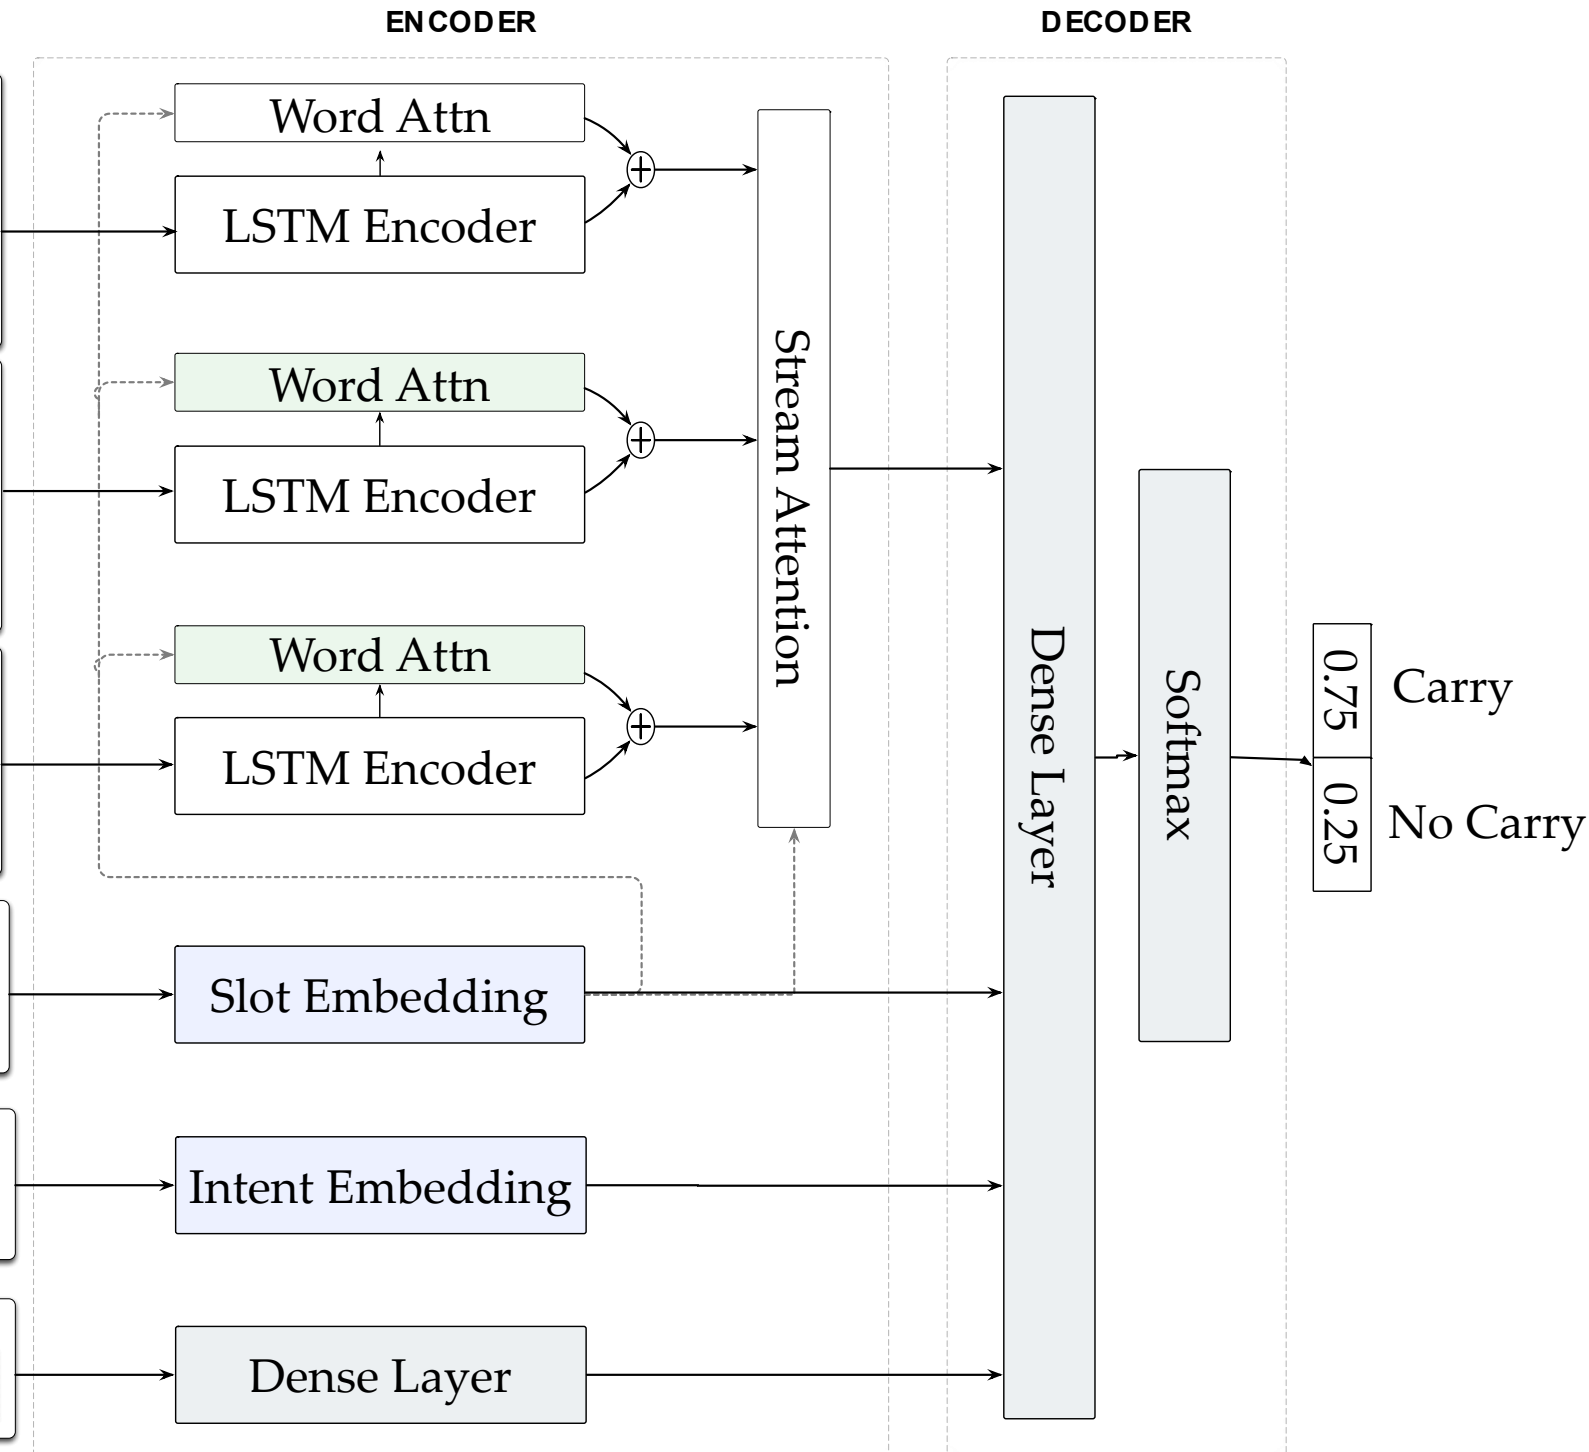 ENCODER
DECODER
Word Attn
LSTM Encoder
Word Attn
LSTM Encoder
Word Attn
LSTM Encoder
Stream Attention
Slot Embedding
Intent Embedding
Dense Layer
Dense Layer
Softmax
0.75
Carry
0.25
No Carry